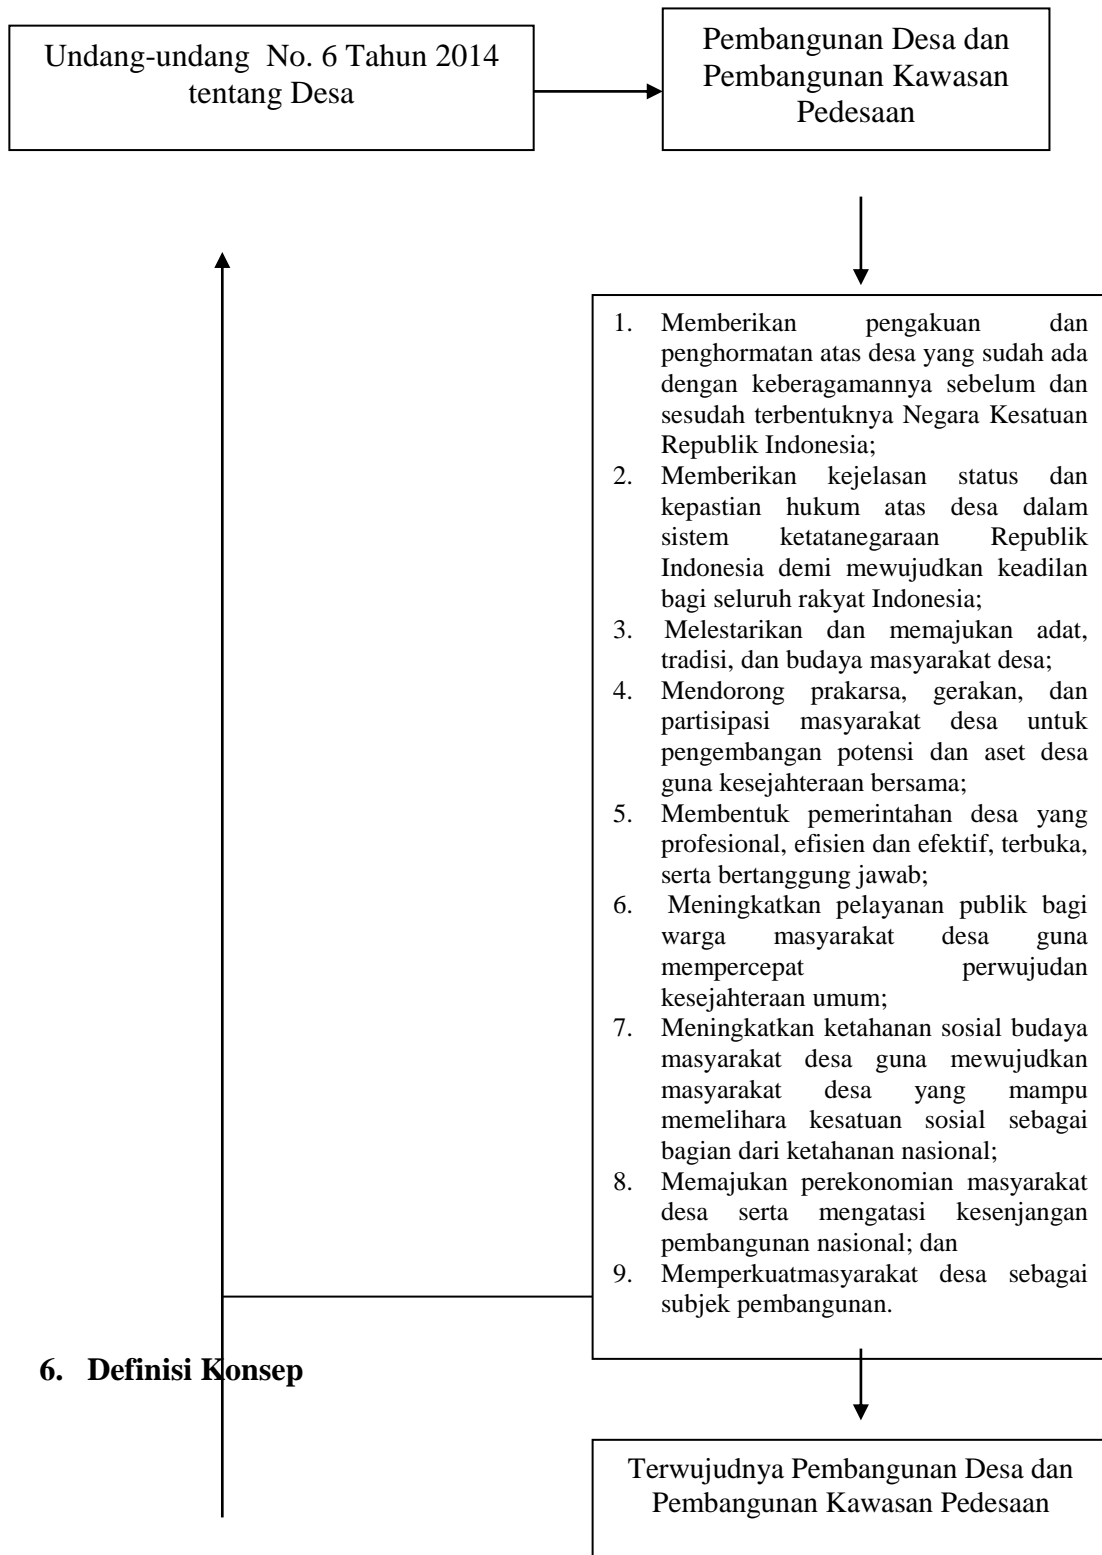 Undang-undang No. 6 Tahun 2014
tentang Desa
Pembangunan Desa dan
Pembangunan Kawasan
Pedesaan
1. Memberikan pengakuan dan
penghormatan atas desa yang sudah ada
dengan keberagamannya sebelum dan
sesudah terbentuknya Negara Kesatuan
Republik Indonesia;
2. Memberikan kejelasan status dan
kepastian hukum atas desa dalam
sistem ketatanegaraan Republik
Indonesia demi mewujudkan keadilan
bagi seluruh rakyat Indonesia;
3. Melestarikan dan memajukan adat,
tradisi, dan budaya masyarakat desa;
4. Mendorong prakarsa, gerakan, dan
partisipasi masyarakat desa untuk
pengembangan potensi dan aset desa
guna kesejahteraan bersama;
5. Membentuk pemerintahan desa yang
profesional, efisien dan efektif, terbuka,
serta bertanggung jawab;
6. Meningkatkan pelayanan publik bagi
warga masyarakat desa guna
mempercepat perwujudan
kesejahteraan umum;
7. Meningkatkan ketahanan sosial budaya
masyarakat desa guna mewujudkan
masyarakat desa yang mampu
memelihara kesatuan sosial sebagai
bagian dari ketahanan nasional;
8. Memajukan perekonomian masyarakat
desa serta mengatasi kesenjangan
pembangunan nasional; dan
9. Memperkuatmasyarakat desa sebagai
subjek pembangunan.
6. Definisi Konsep
Terwujudnya Pembangunan Desa dan
Pembangunan Kawasan Pedesaan